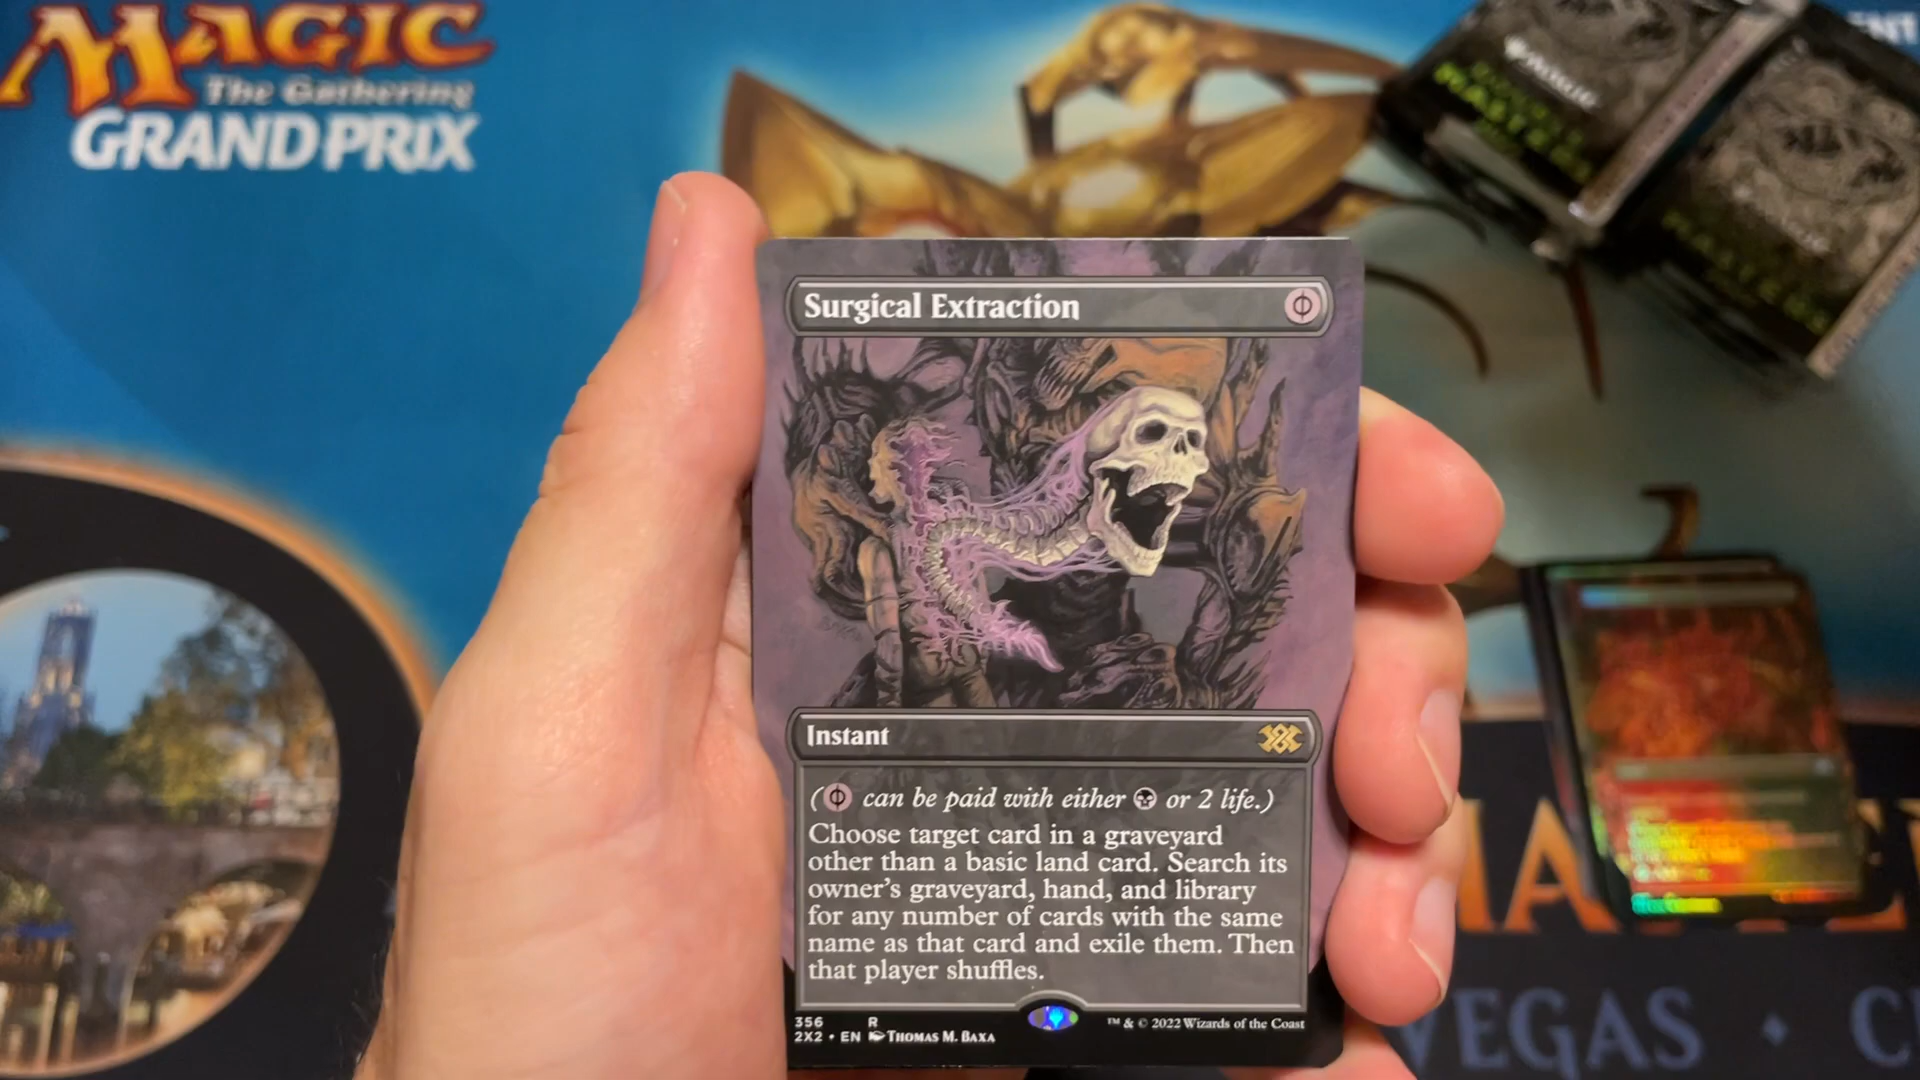 MAGIC
The Gathering
GRAND PRIX
MASTERS
Surgical Extraction
Instant
( can be paid with either or 2 life.)
Choose target card in a graveyard
other than a basic land card. Search its
owner's graveyard, hand, and library
for any number of cards with the same
name as that card and exile them. Then
that player shuffles.
356 R
2X2 • EN THOMAS M. BAXA
™ & © 2022 Wizards of the Coast
VEGAS